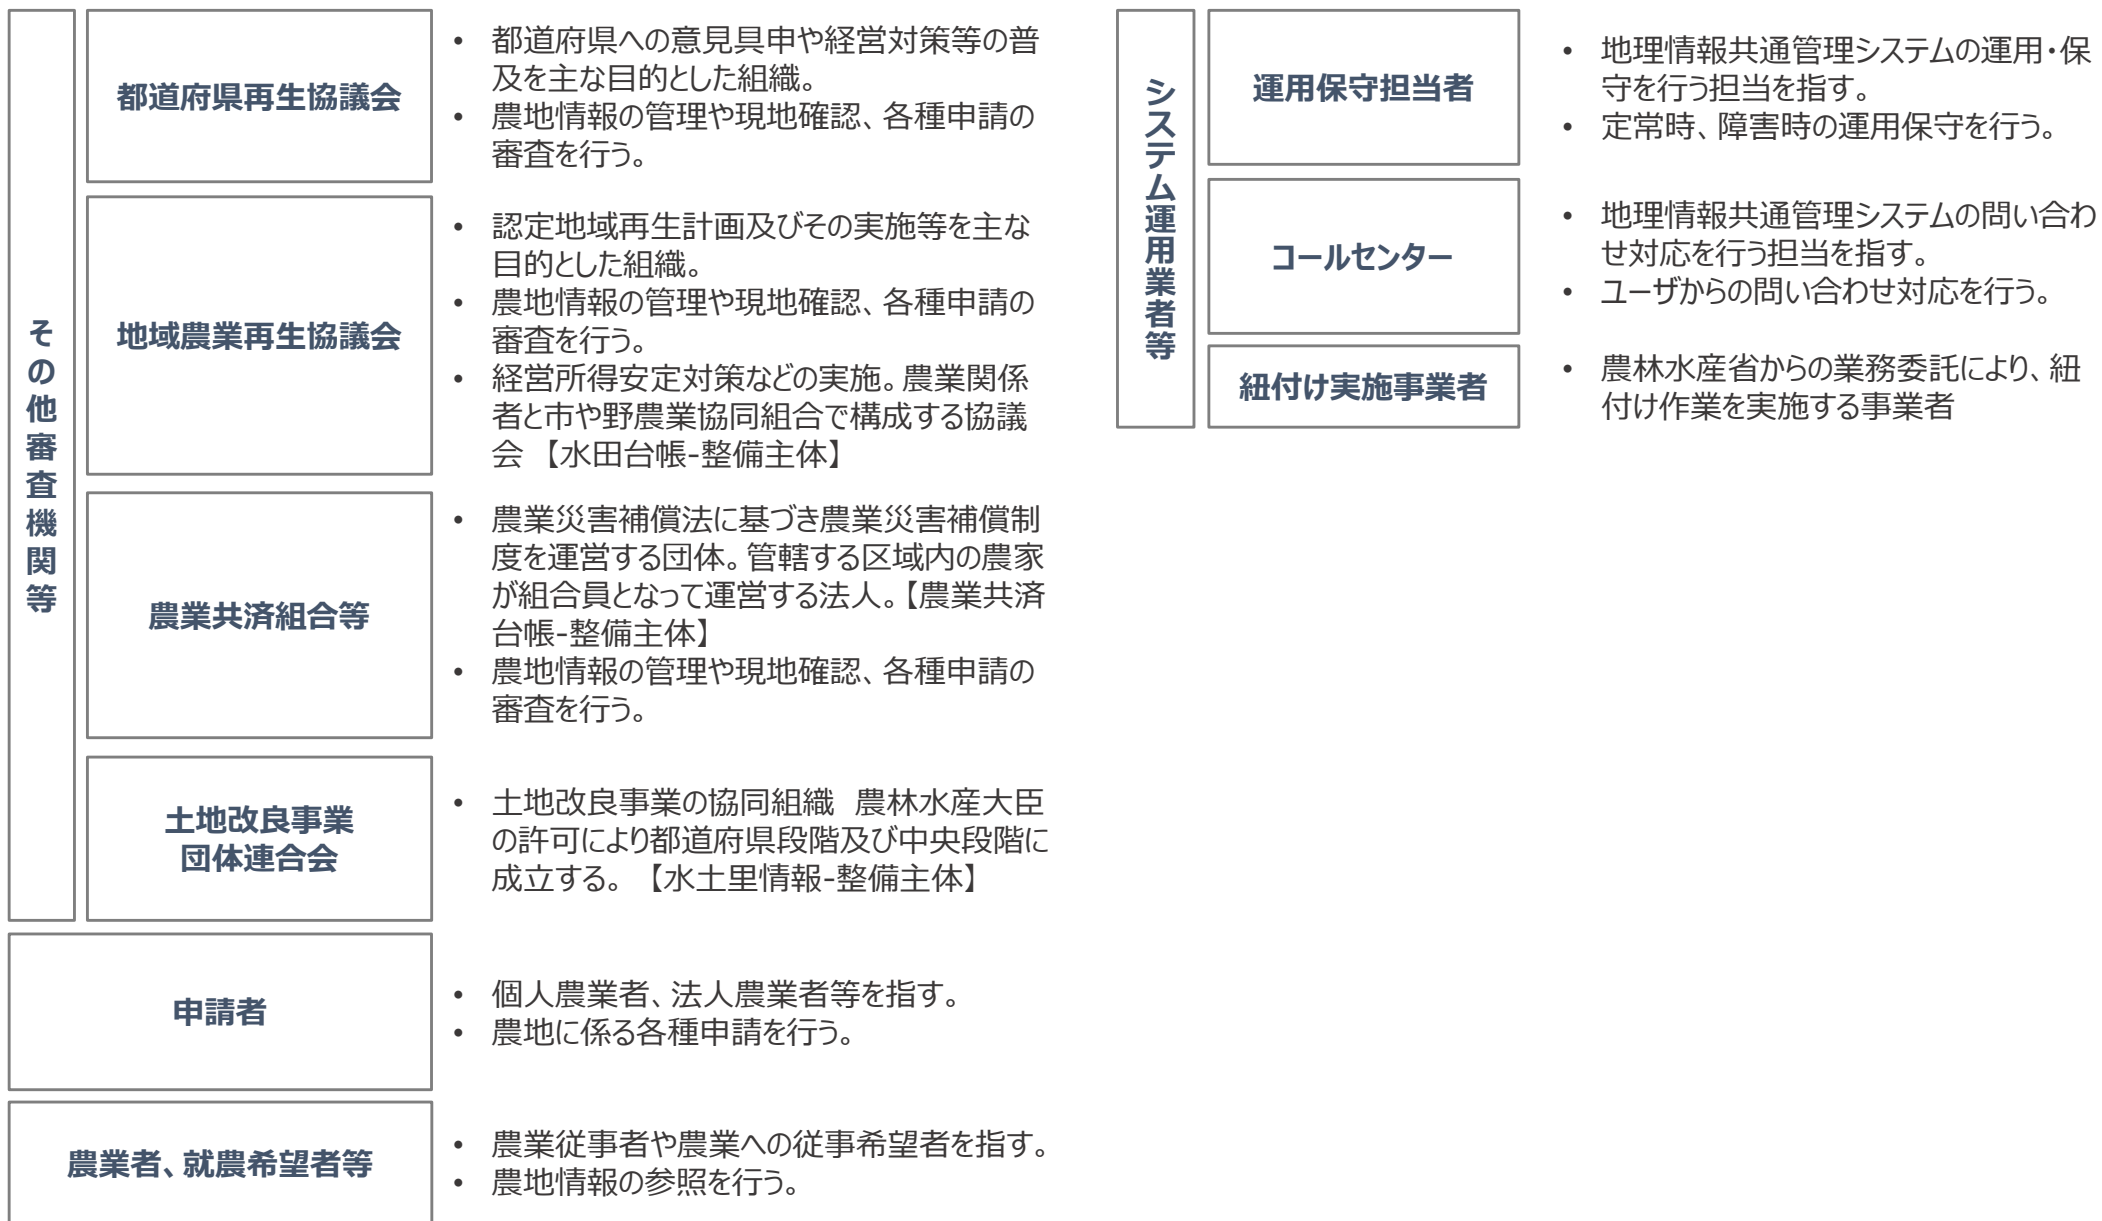 その他審査機関等
都道府県再生協議会
• 都道府県への意見具申や経営対策等の普
及を主な目的とした組織。
• 農地情報の管理や現地確認、各種申請の
審査を行う。
地域農業再生協議会
• 認定地域再生計画及びその実施等を主な
目的とした組織。
• 農地情報の管理や現地確認、各種申請の
審査を行う。
• 経営所得安定対策などの実施。農業関係
者と市や野農業協同組合で構成する協議
会 【水田台帳-整備主体】
農業共済組合等
• 農業災害補償法に基づき農業災害補償制
度を運営する団体。管轄する区域内の農家
が組合員となって運営する法人。【農業共済
台帳-整備主体】
• 農地情報の管理や現地確認、各種申請の
審査を行う。
土地改良事業
団体連合会
• 土地改良事業の協同組織 農林水産大臣
の許可により都道府県段階及び中央段階に
成立する。 【水土里情報-整備主体】
申請者
• 個人農業者、法人農業者等を指す。
• 農地に係る各種申請を行う。
農業者、就農希望者等
• 農業従事者や農業への従事希望者を指す。
• 農地情報の参照を行う。
システム運用業者等
運用保守担当者
• 地理情報共通管理システムの運用・保
守を行う担当を指す。
• 定常時、障害時の運用保守を行う。
コールセンター
• 地理情報共通管理システムの問い合わ
せ対応を行う担当を指す。
• ユーザからの問い合わせ対応を行う。
紐付け実施事業者
• 農林水産省からの業務委託により、紐
付け作業を実施する事業者